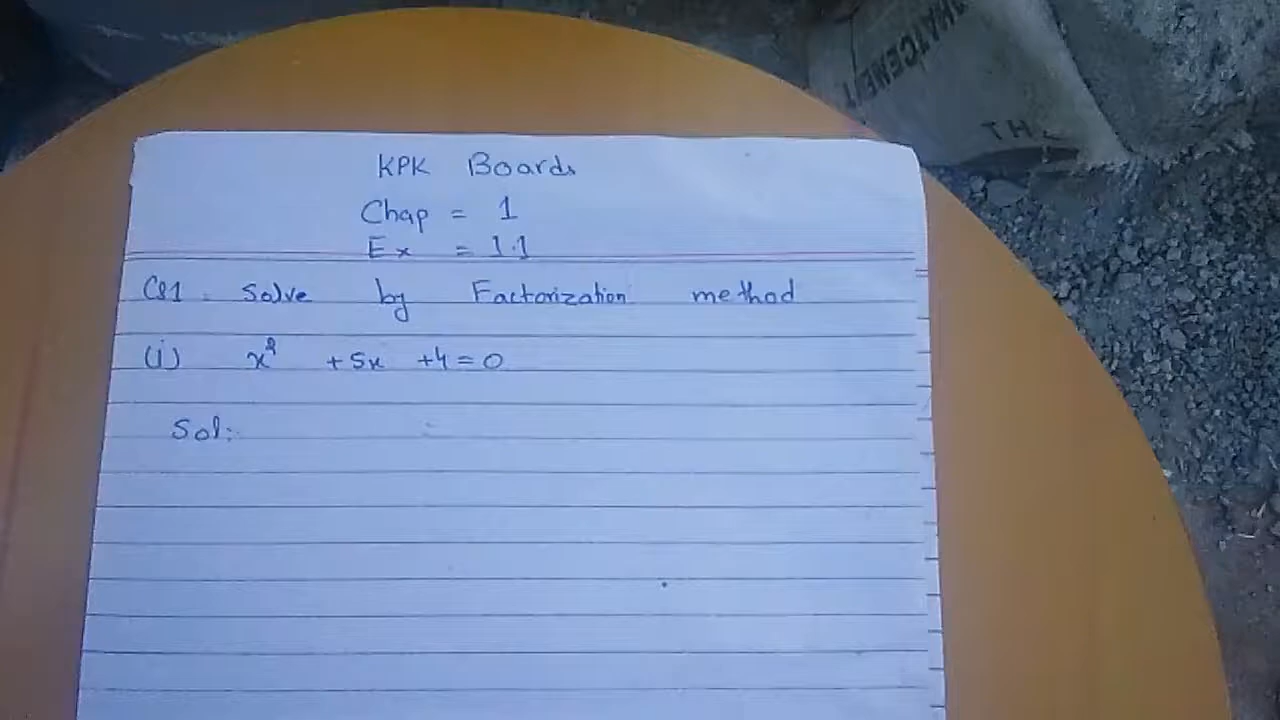 KPK Boards
Chap = 1
Ex = 1.1
Q1. Solve by Factorization method
(i) x² +5x +4=0
Sol: